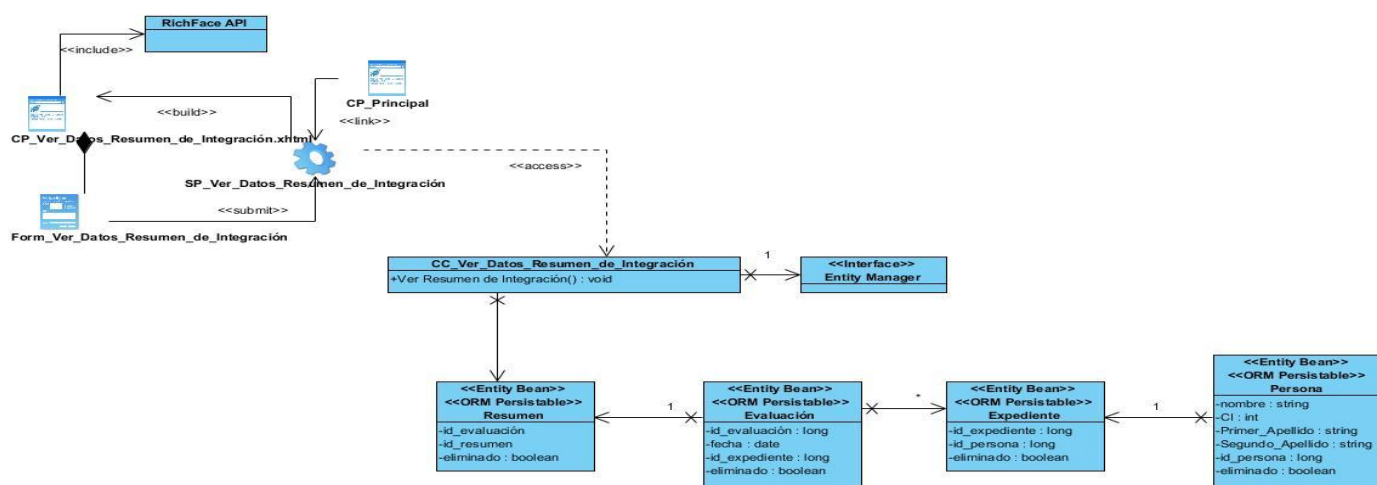 RichFace API
<<include>>
CP_Principal
<<build>>
<<link>>
CP_Ver_Datos_Resumen_de_Integración.xhtml
<<access>>
SP_Ver_Datos_Resumen_de_Integración
<<submit>>
Form_Ver_Datos_Resumen_de_Integración
CC_Ver_Datos_Resumen_de_Integración
+Ver Resumen de Integración() : void
1
<<Interface>>
Entity Manager
<<Entity Bean>>
<<ORM Persistable>>
Resumen
-id_evaluación
-id_resumen
-eliminado : boolean
1
<<Entity Bean>>
<<ORM Persistable>>
Evaluación
-id_evaluación : long
-fecha : date
-id_expediente : long
-eliminado : boolean
*
<<Entity Bean>>
<<ORM Persistable>>
Expediente
-id_expediente : long
-id_persona : long
-eliminado : boolean
1
<<Entity Bean>>
<<ORM Persistable>>
Persona
-nombre : string
-CI : int
-Primer_Apellido : string
-Segundo_Apellido : string
-id_persona : long
-eliminado : boolean